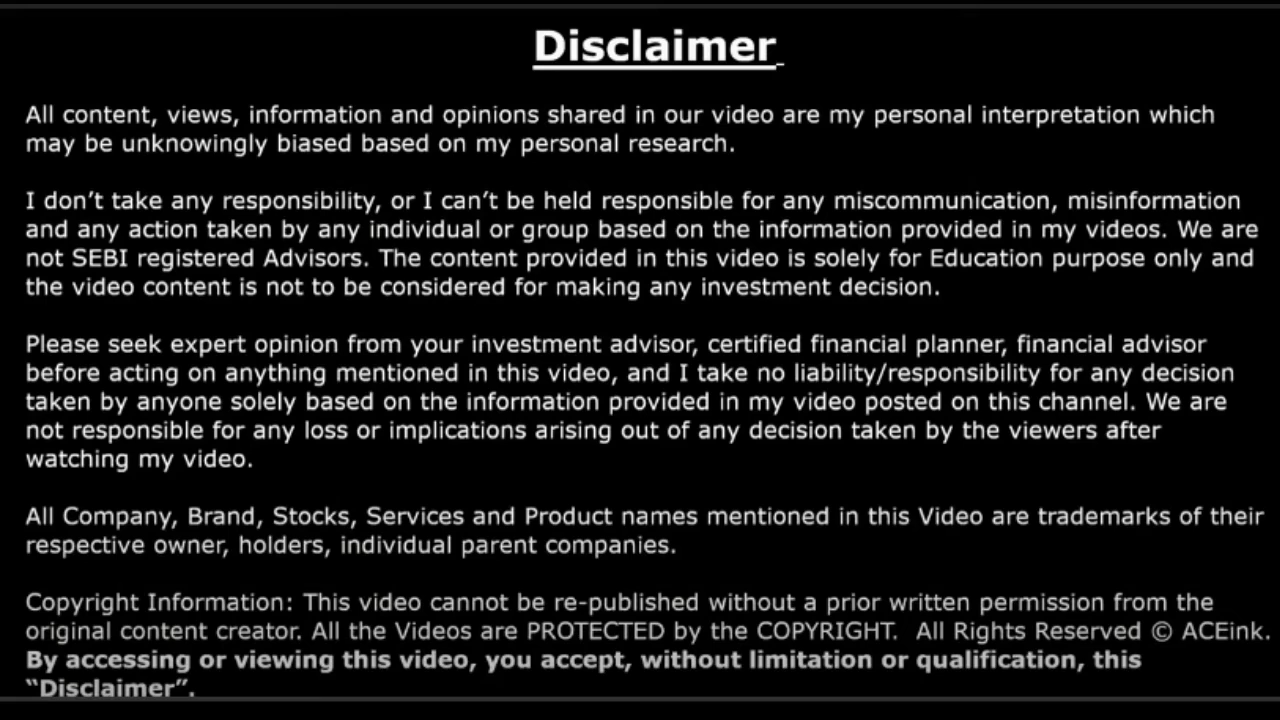 Disclaimer
All content, views, information and opinions shared in our video are my personal interpretation which
may be unknowingly biased based on my personal research.
I don’t take any responsibility, or I can’t be held responsible for any miscommunication, misinformation
and any action taken by any individual or group based on the information provided in my videos. We are
not SEBI registered Advisors. The content provided in this video is solely for Education purpose only and
the video content is not to be considered for making any investment decision.
Please seek expert opinion from your investment advisor, certified financial planner, financial advisor
before acting on anything mentioned in this video, and I take no liability/responsibility for any decision
taken by anyone solely based on the information provided in my video posted on this channel. We are
not responsible for any loss or implications arising out of any decision taken by the viewers after
watching my video.
All Company, Brand, Stocks, Services and Product names mentioned in this Video are trademarks of their
respective owner, holders, individual parent companies.
Copyright Information: This video cannot be re-published without a prior written permission from the
original content creator. All the Videos are PROTECTED by the COPYRIGHT.  All Rights Reserved © ACEink.
By accessing or viewing this video, you accept, without limitation or qualification, this
“Disclaimer”.